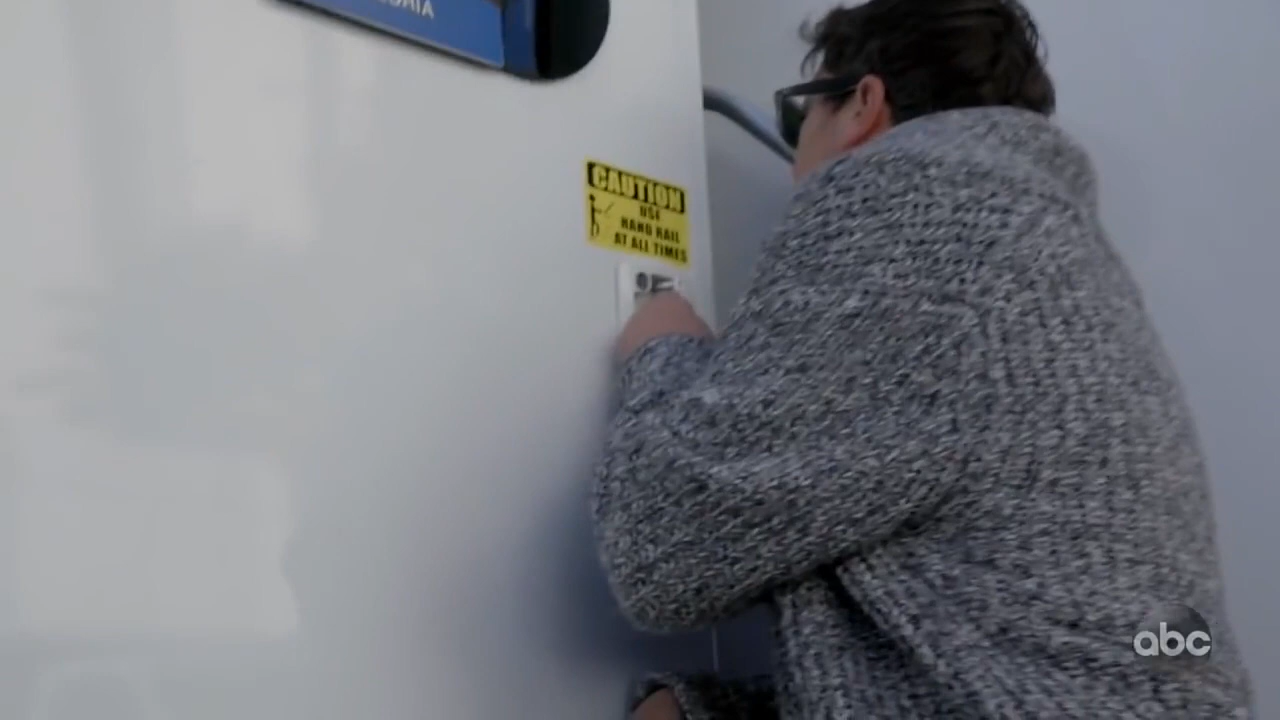 CAUTION
USE
HAND RAIL
AT ALL TIMES
abc